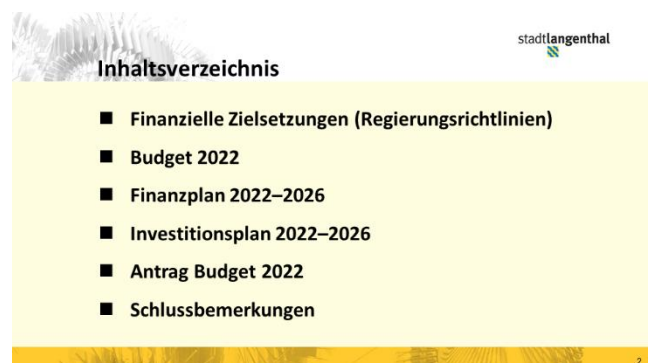 stadtlangenthal
Inhaltsverzeichnis
■ Finanzielle Zielsetzungen (Regierungsrichtlinien)
■ Budget 2022
■ Finanzplan 2022–2026
■ Investitionsplan 2022–2026
■ Antrag Budget 2022
■ Schlussbemerkungen
2